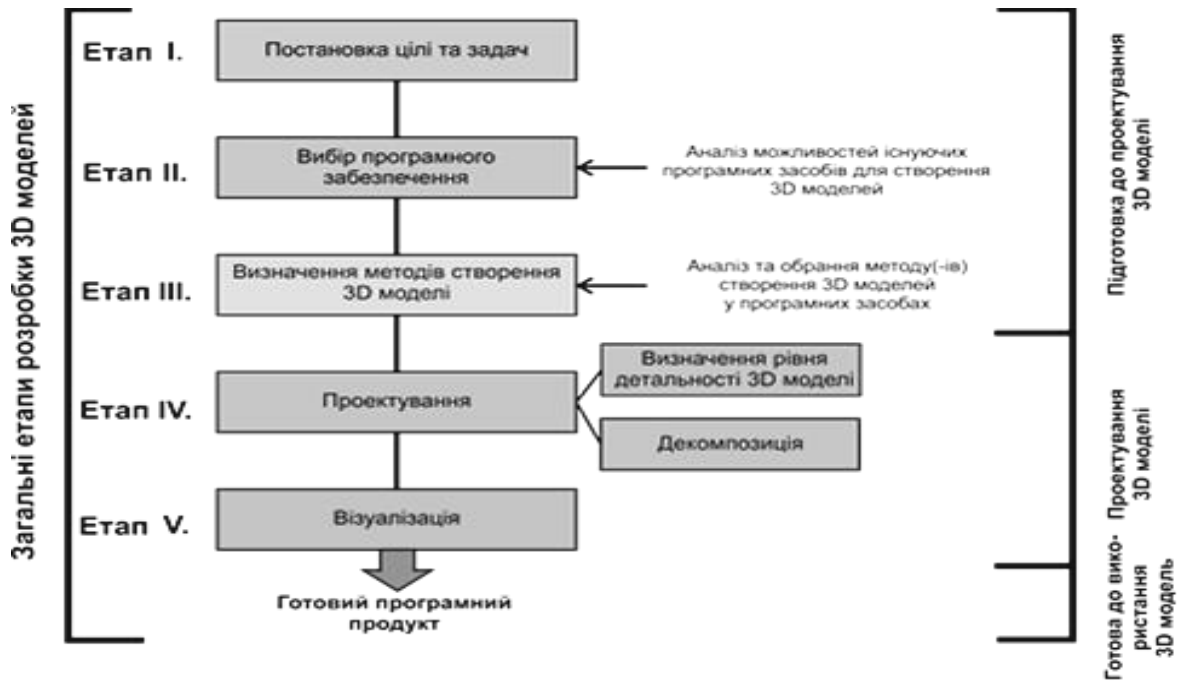 Загальні етапи розробки 3D моделей
Етап I.
Постановка цілі та задач
Етап II.
Вибір програмного
забезпечення
Аналіз можливостей існуючих
програмних засобів для створення
3D моделей
Етап III.
Визначення методів створення
3D моделі
Аналіз та обрання методу(-ів)
створення 3D моделей
у програмних засобах
Етап IV.
Проектування
Визначення рівня
детальності 3D моделі
Декомпозиція
Етап V.
Візуалізація
Готовий програмний
продукт
Підготовка до проектування
3D моделі
Проектування
3D моделі
Готова до вико-
ристання
3D модель